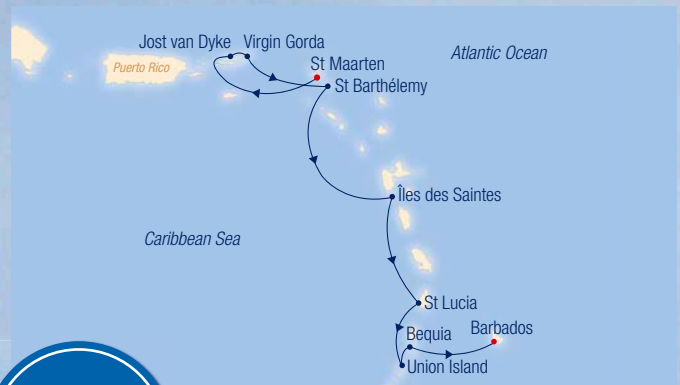 Jost van Dyke
Virgin Gorda
Atlantic Ocean
St Maarten
Puerto Rico
St Barthélemy
Îles des Saintes
Caribbean Sea
St Lucia
Barbados
Bequia
Union Island